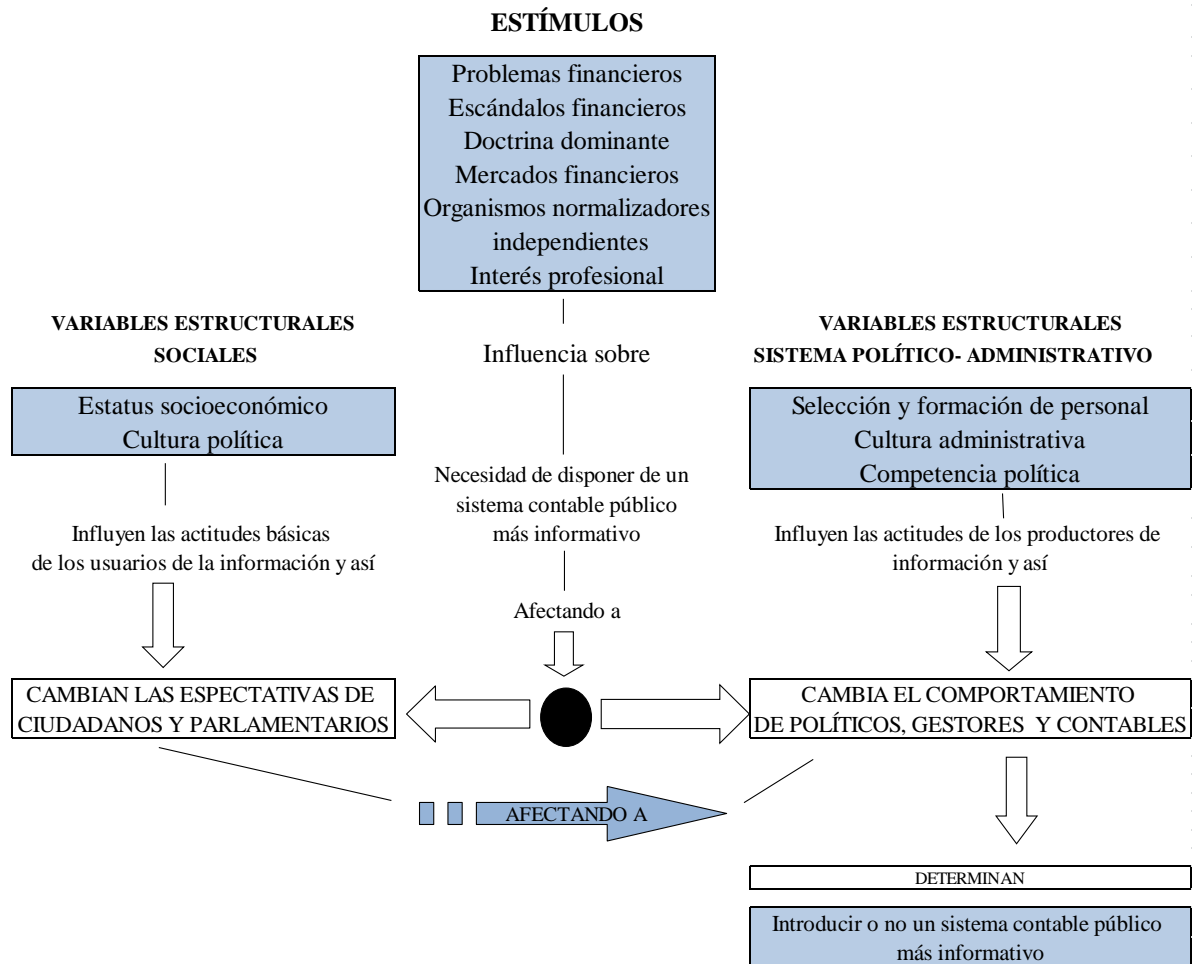 ESTÍMULOS
Problemas financieros
Escándalos financieros
Doctrina dominante
Mercados financieros
Organismos normalizadores
independientes
Interés profesional
VARIABLES ESTRUCTURALES
SOCIALES
Estatus socioeconómico
Cultura política
Influyen las actitudes básicas
de los usuarios de la información y así
CAMBIAN LAS ESPECTATIVAS DE
CIUDADANOS Y PARLAMENTARIOS
Influencia sobre
Necesidad de disponer de un
sistema contable público
más informativo
Afectando a
VARIABLES ESTRUCTURALES
SISTEMA POLÍTICO- ADMINISTRATIVO
Selección y formación de personal
Cultura administrativa
Competencia política
Influyen las actitudes de los productores de
información y así
CAMBIA EL COMPORTAMIENTO
DE POLÍTICOS, GESTORES Y CONTABLES
AFECTANDO A
DETERMINAN
Introducir o no un sistema contable público
más informativo